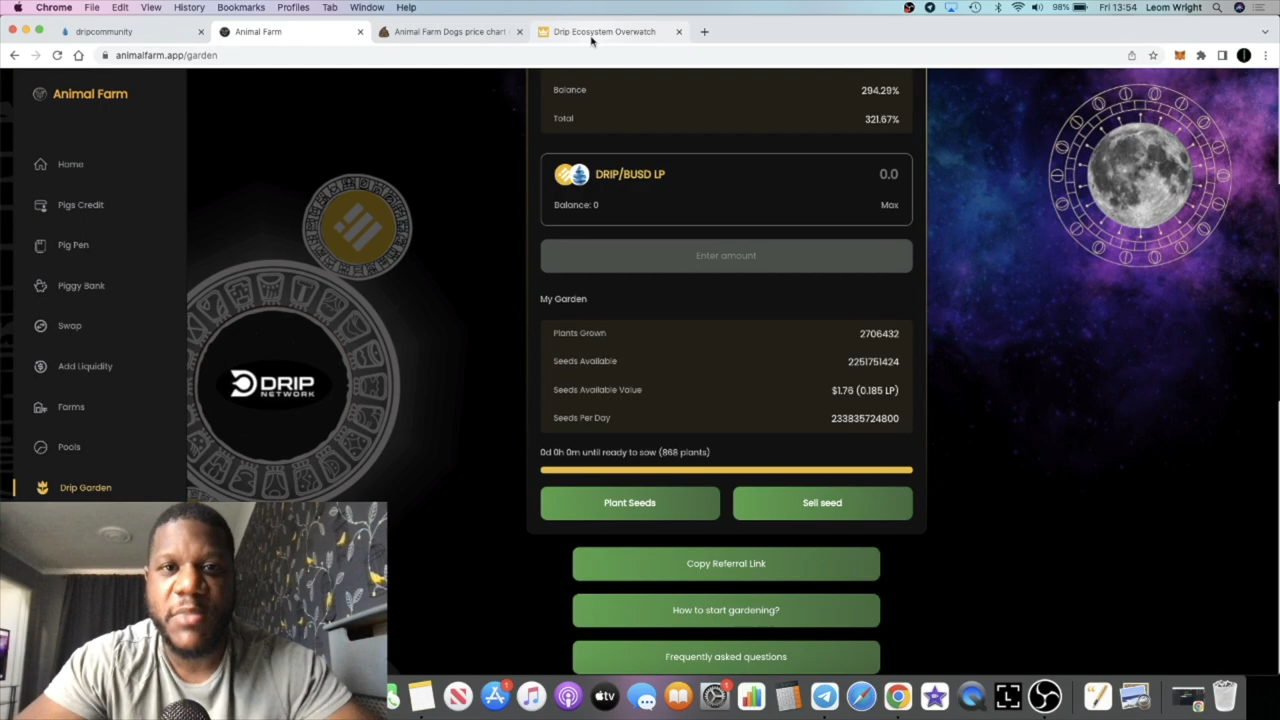 Chrome File Edit View History Bookmarks Profiles Tab Window Help 98% Fri 13:54 Leom Wright
dripcommunity Animal Farm Animal Farm Dogs price chart Drip Ecosystem Overwatch
animalfarm.app/garden
Animal Farm
Home
Pigs Credit
Pig Pen
Piggy Bank
Swap
Add Liquidity
Farms
Pools
Drip Garden
DRIP
NETWORK
Balance 294.29%
Total 321.67%
DRIP/BUSD LP 0.0
Balance: 0 Max
Enter amount
My Garden
Plants Grown 2706432
Seeds Available 2251751424
Seeds Available Value $1.76 (0.185 LP)
Seeds Per Day 233835724800
0d 0h 0m until ready to sow (868 plants)
Plant Seeds Sell seed
Copy Referral Link
How to start gardening?
Frequently asked questions
tv